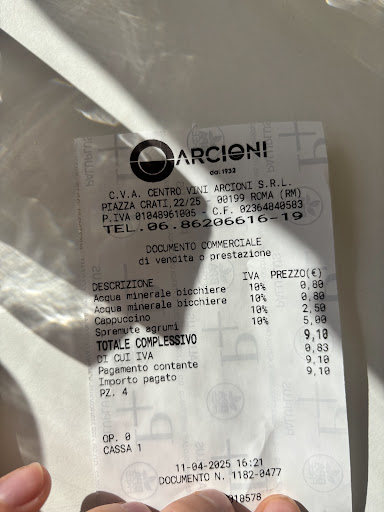 ARCIONI
dal 1932
C.V.A. CENTRO VINI ARCIONI S.R.L.
PIAZZA CRATI,22/25 - 00199 ROMA (RM)
P.IVA 01048961005 - C.F. 02364840583
TEL.06.86206616-19
DOCUMENTO COMMERCIALE
di vendita o prestazione
DESCRIZIONE IVA PREZZO(€)
Acqua minerale bicchiere 10% 0,80
Acqua minerale bicchiere 10% 0,80
Cappuccino 10% 2,50
Spremute agrumi 10% 5,00
TOTALE COMPLESSIVO 9,10
DI CUI IVA 0,83
Pagamento contante 9,10
Importo pagato 9,10
PZ. 4
OP. 0
CASSA 1
11-04-2025 16:21
DOCUMENTO N. 1182-0477